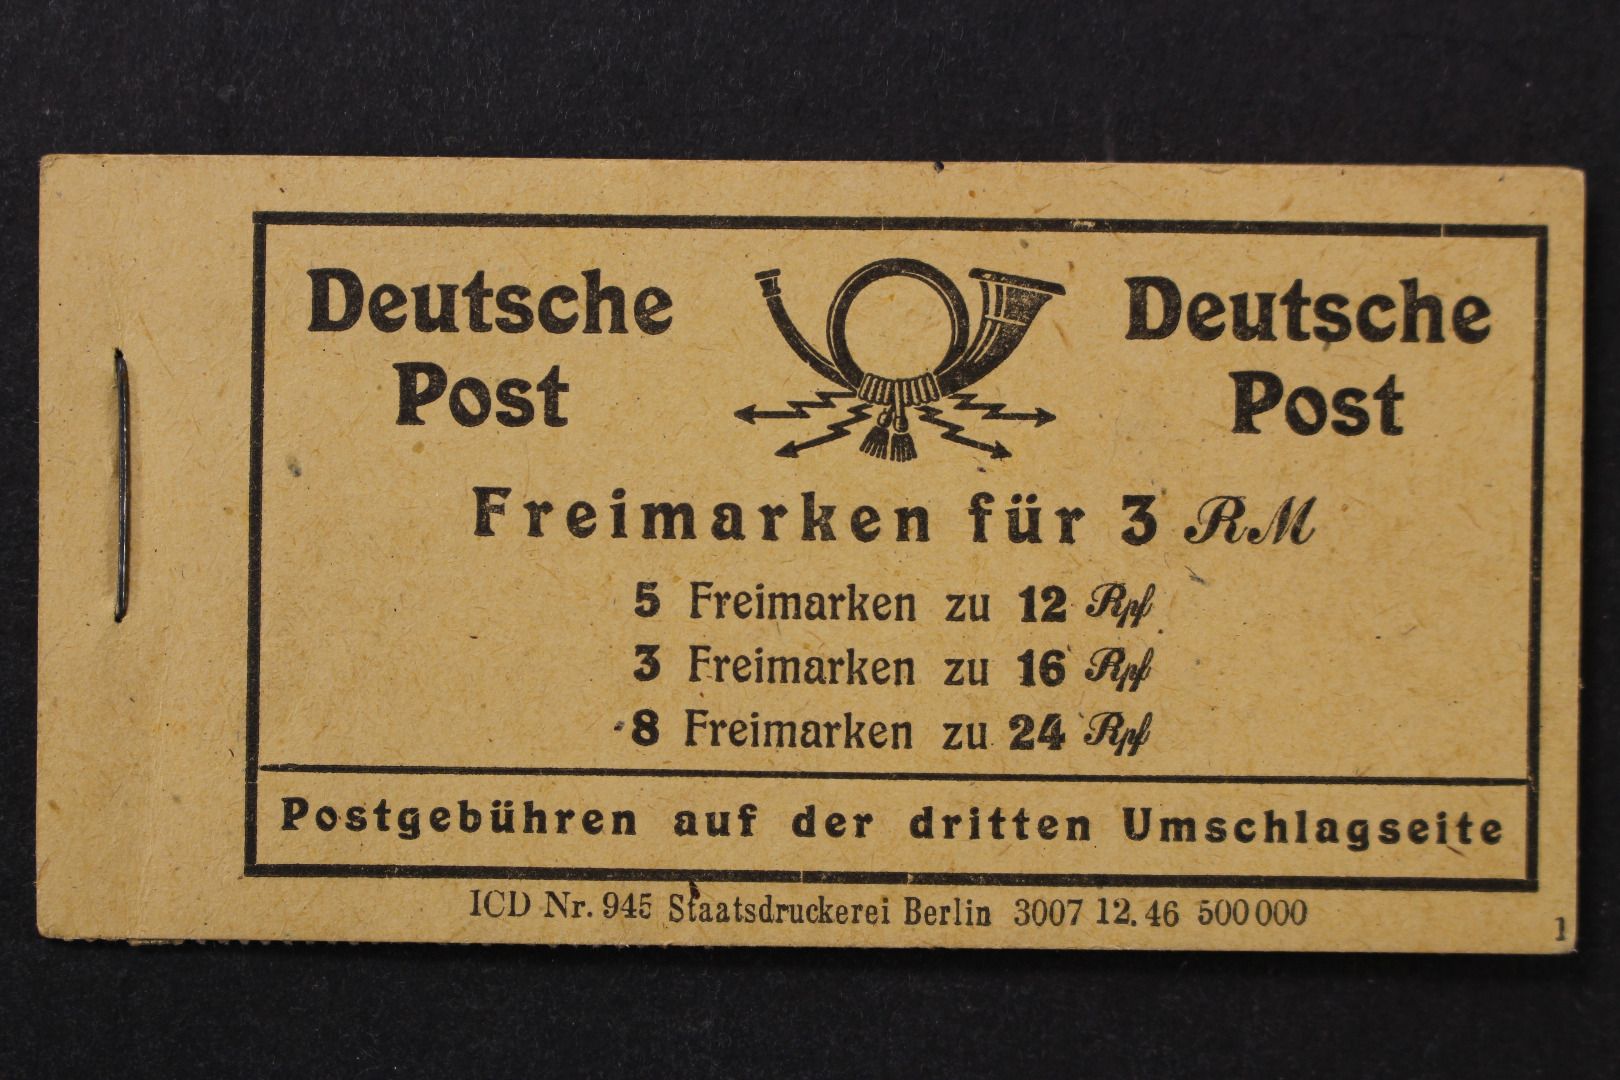 Deutsche Post
Deutsche Post
Freimarken für 3 RM
5 Freimarken zu 12 Rpf
3 Freimarken zu 16 Rpf
8 Freimarken zu 24 Rpf
Postgebühren auf der dritten Umschlagseite
ICD Nr. 945 Staatsdruckerei Berlin 3007 12.46 500000
1